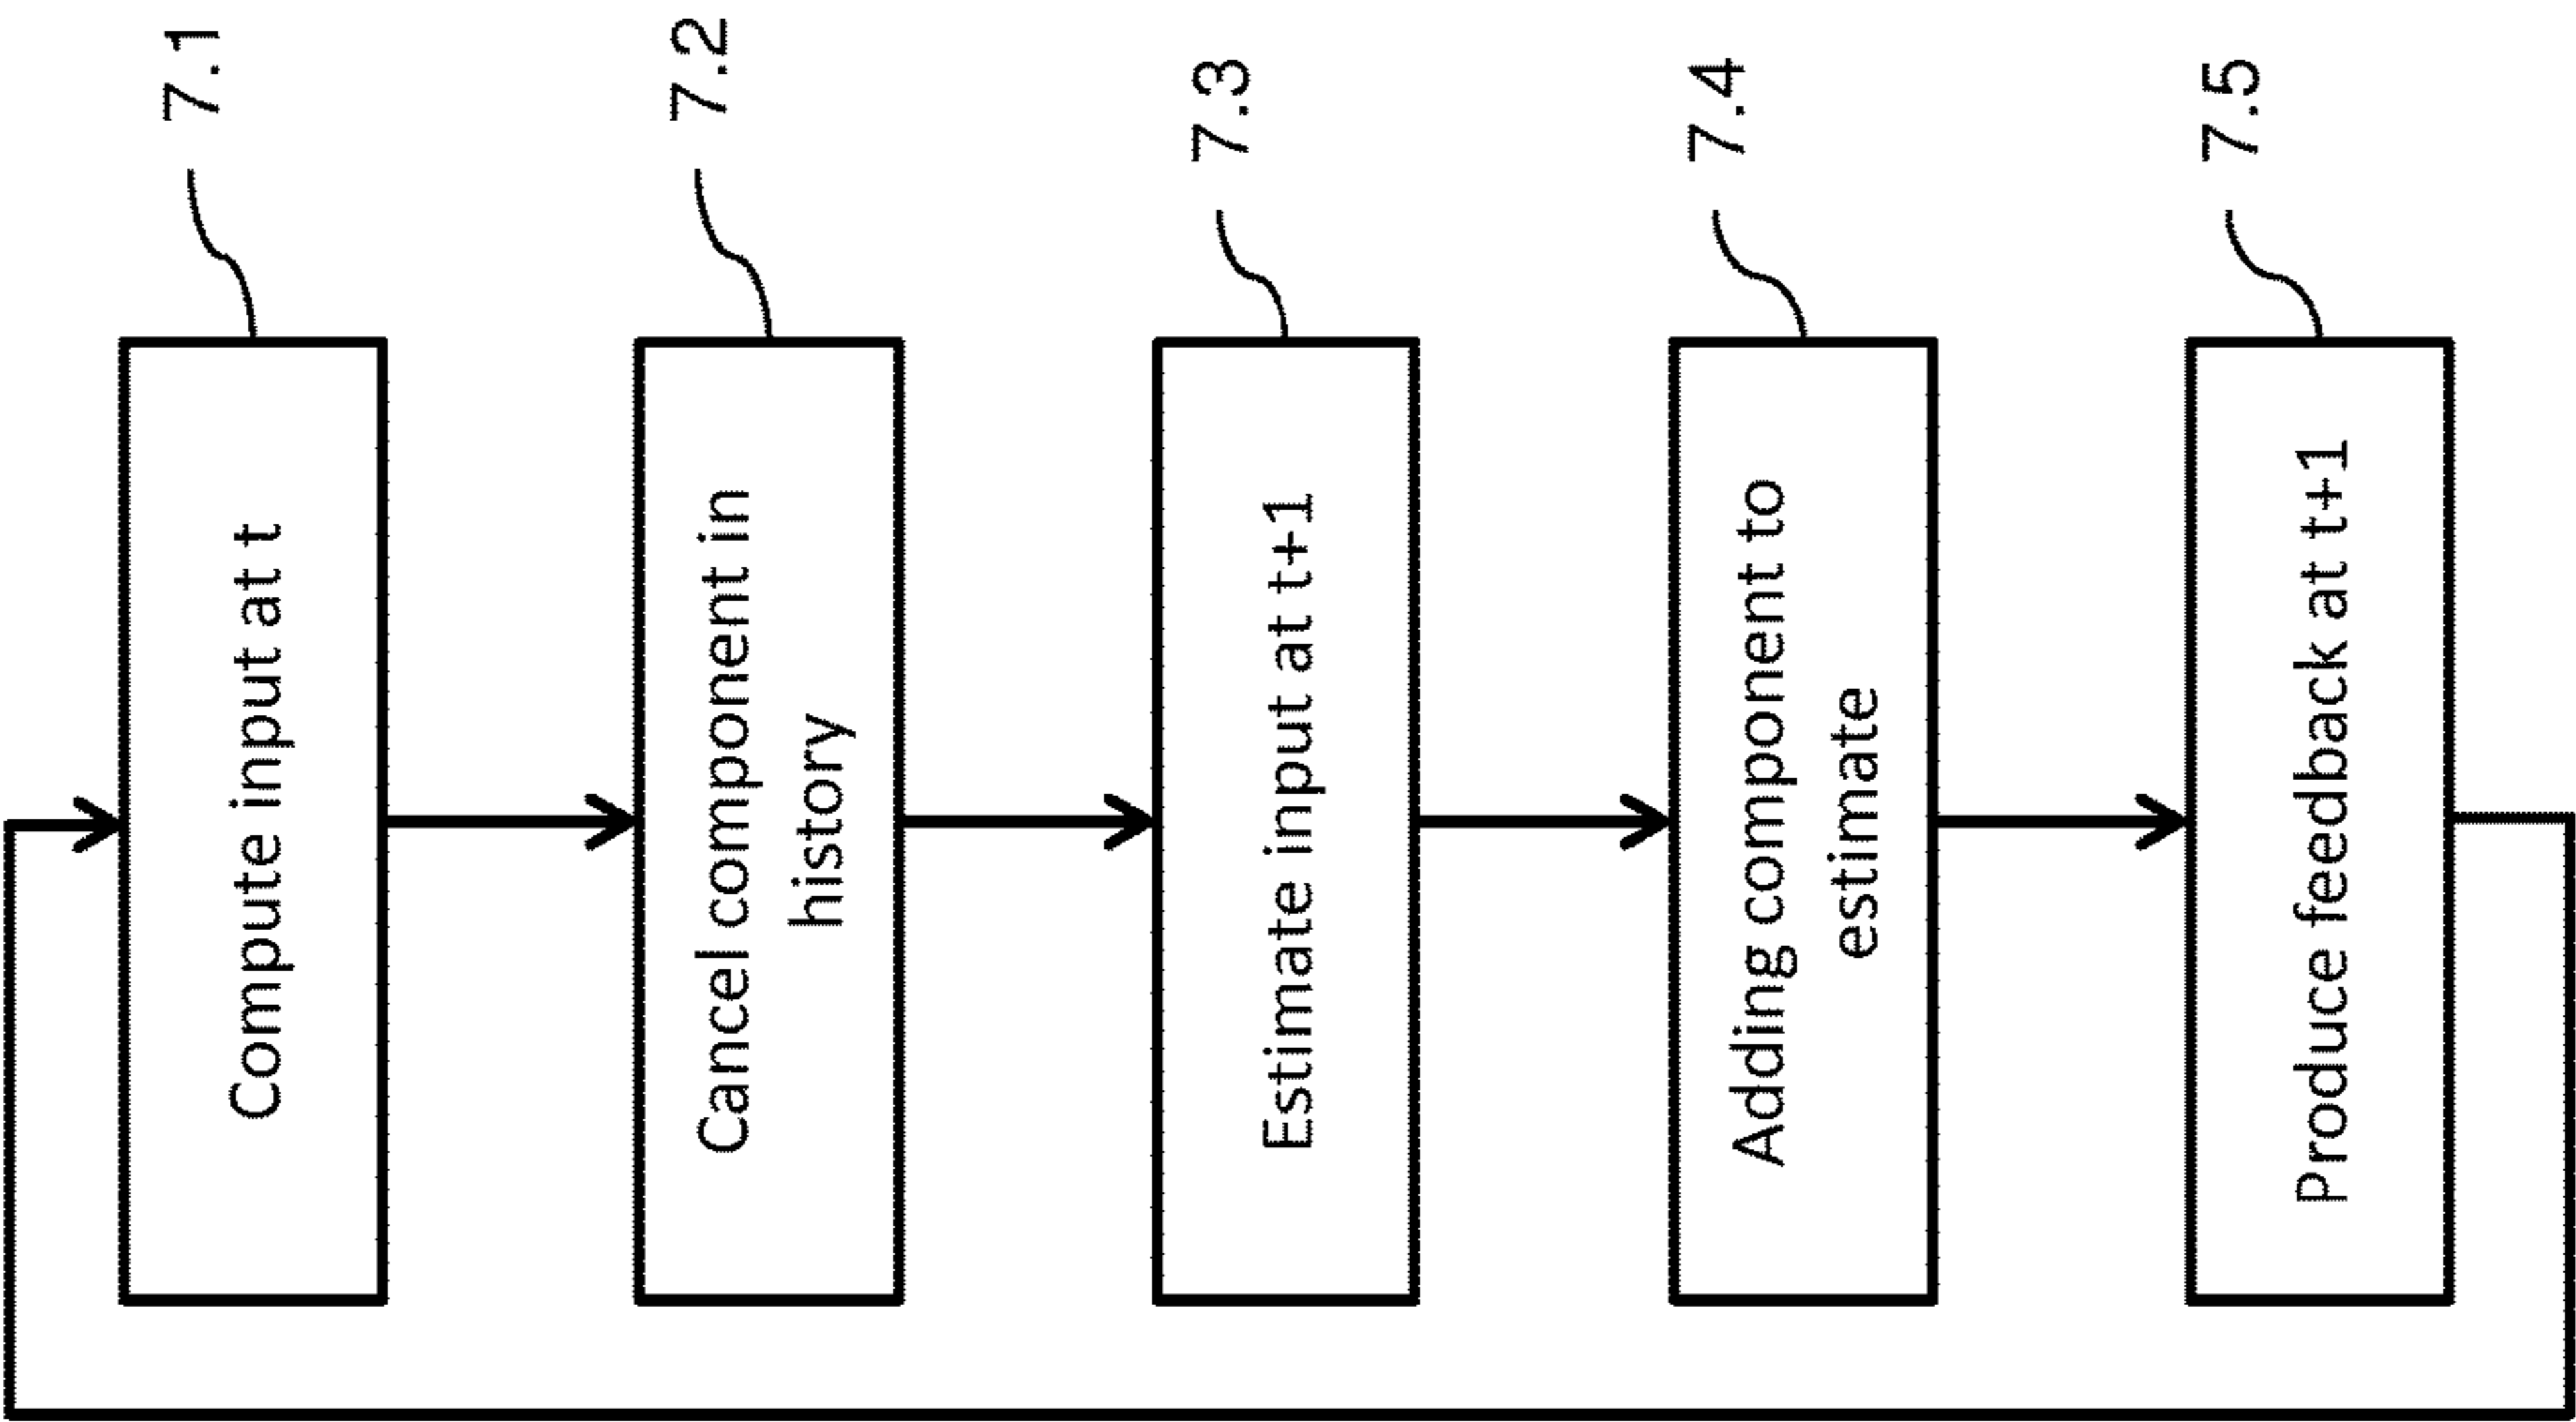 7.1
Compute input at t
7.2
Cancel component in
history
7.3
Estimate input at t+1
7.4
Adding component to
estimate
7.5
Produce feedback at t+1